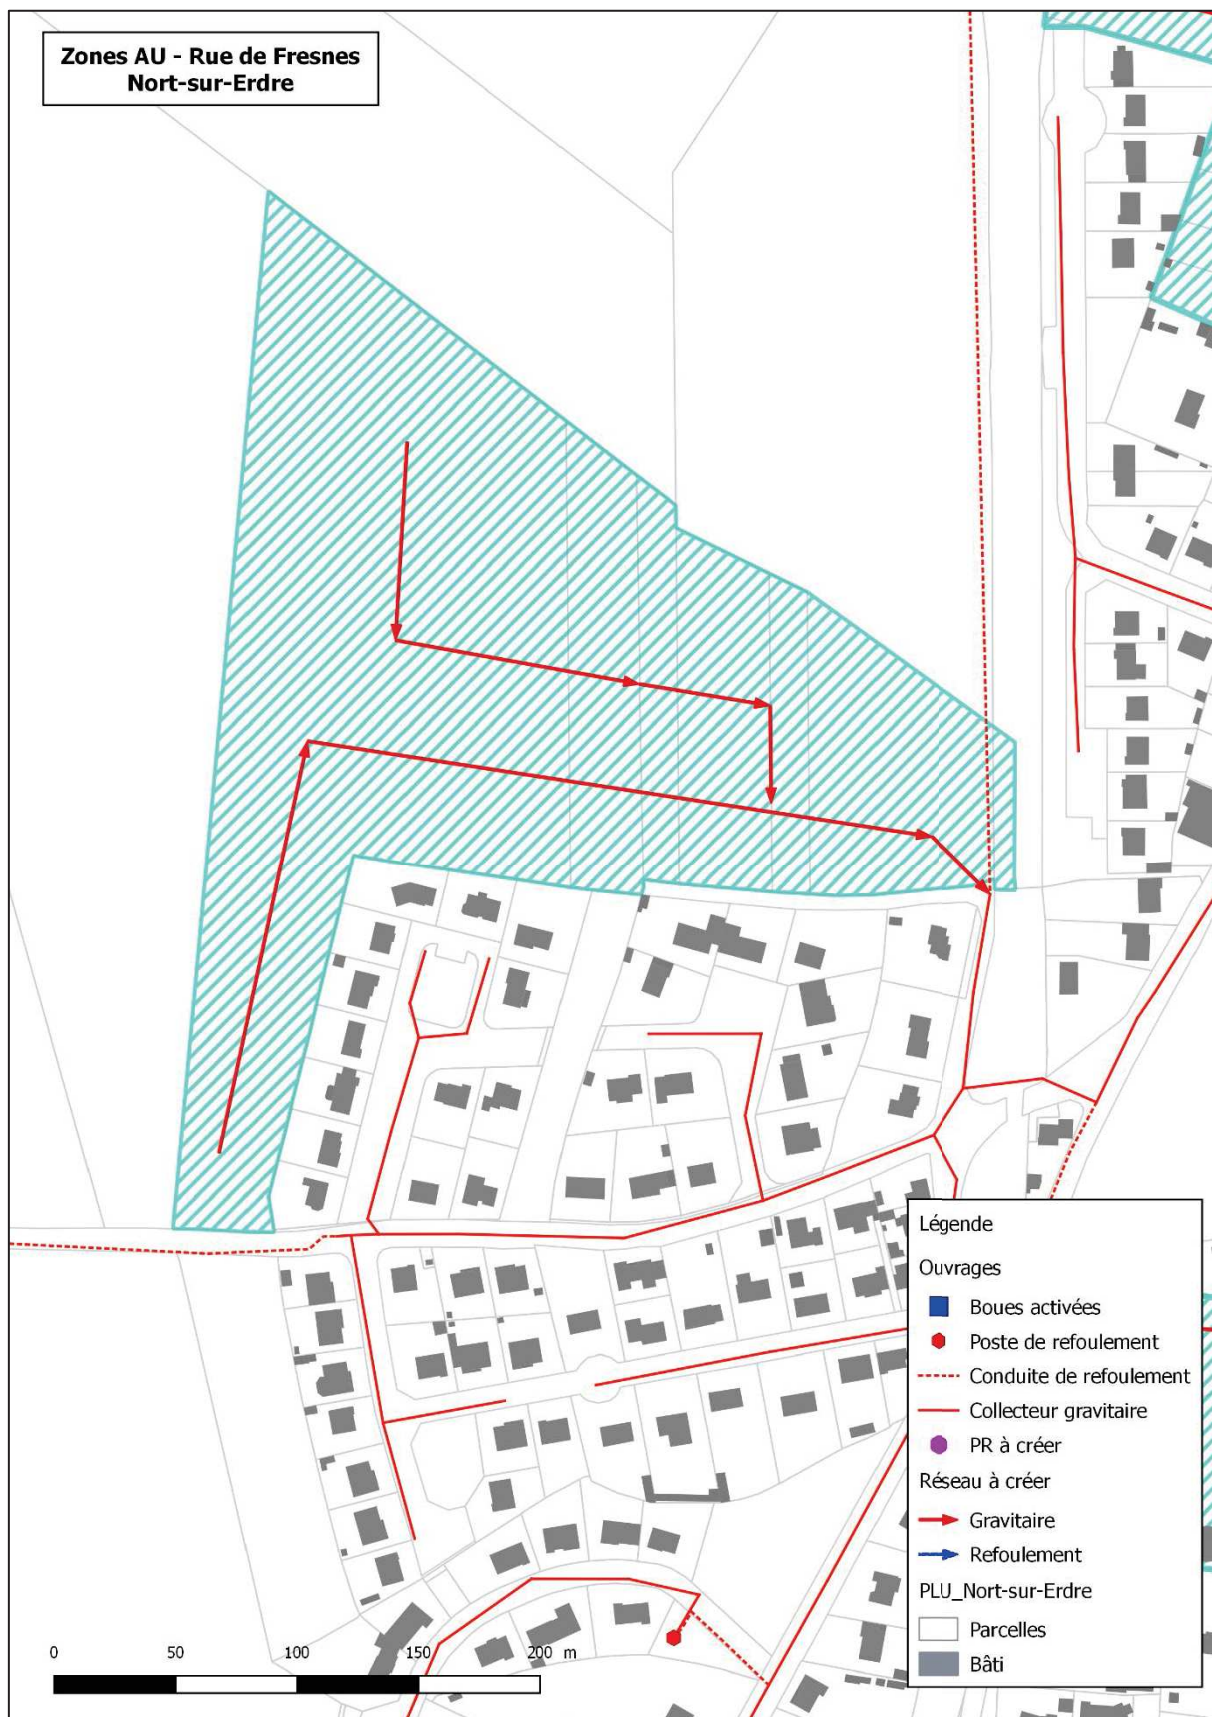 Zones AU - Rue de Fresnes
Nort-sur-Erdre
Légende
Ouvrages
Boues activées
Poste de refoulement
Conduite de refoulement
Collecteur gravitaire
PR à créer
Réseau à créer
Gravitaire
Refoulement
PLU_Nort-sur-Erdre
Parcelles
Bâti
0 50 100 150 200 m